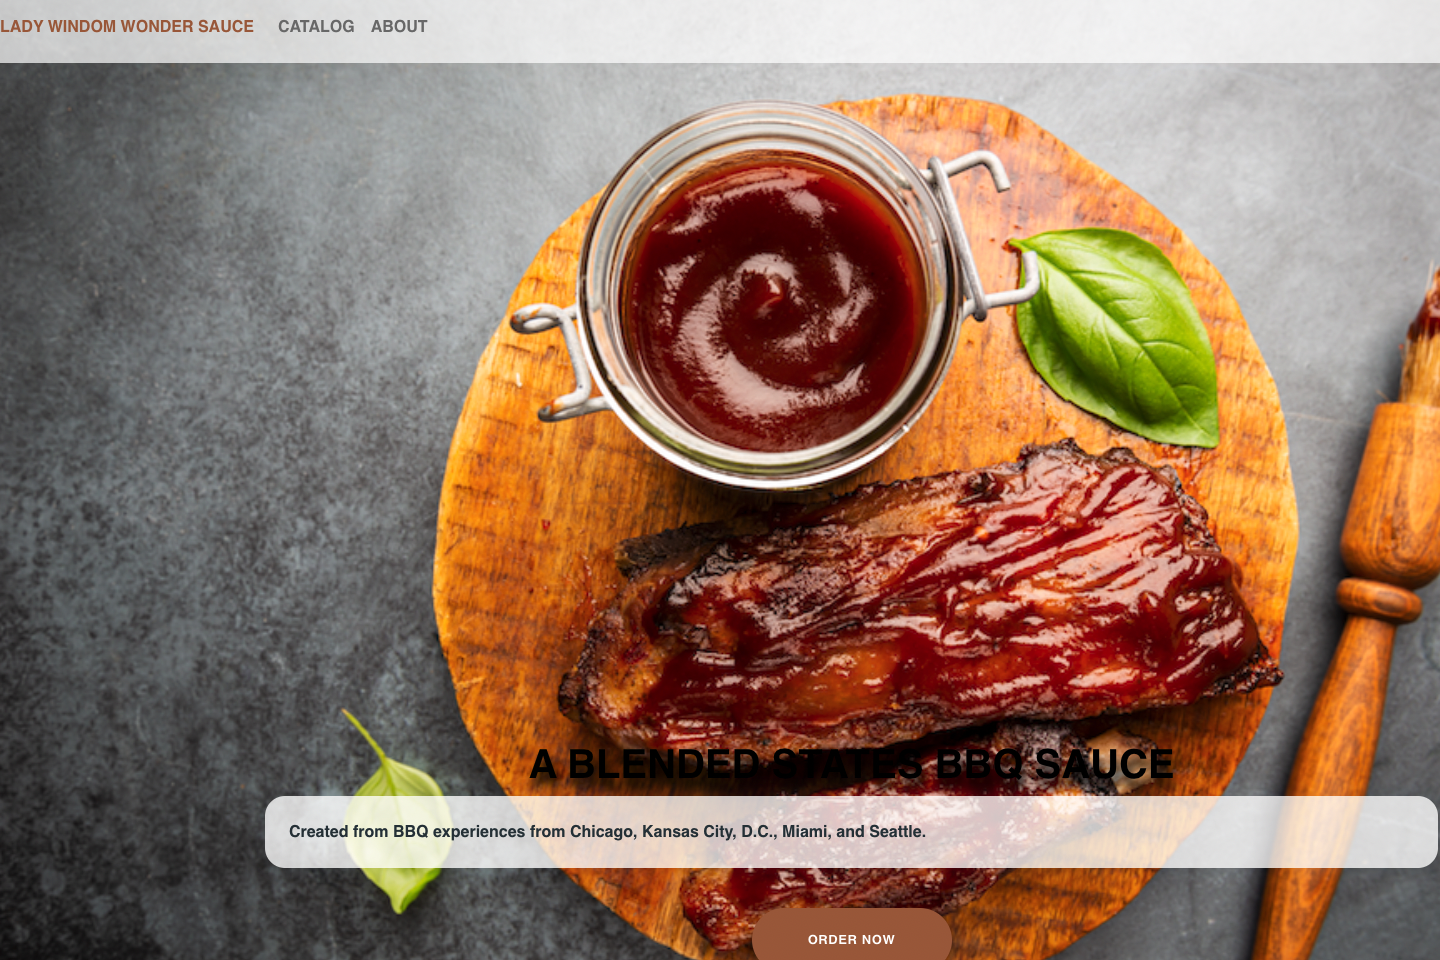 LADY WINDOM WONDER SAUCE CATALOG ABOUT
A BLENDED STATES BBQ SAUCE
Created from BBQ experiences from Chicago, Kansas City, D.C., Miami, and Seattle.
ORDER NOW